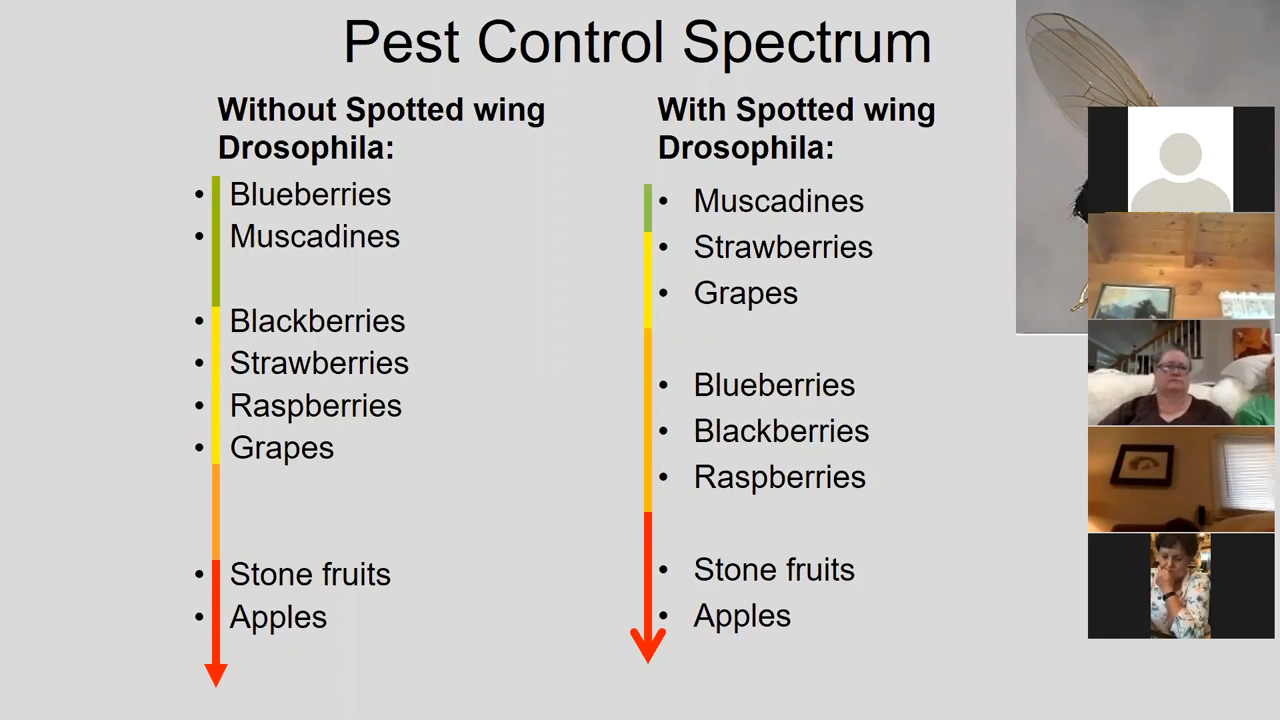 Pest Control Spectrum
Without Spotted wing
Drosophila:
• Blueberries
• Muscadines
• Blackberries
• Strawberries
• Raspberries
• Grapes
• Stone fruits
• Apples
With Spotted wing
Drosophila:
• Muscadines
• Strawberries
• Grapes
• Blueberries
• Blackberries
• Raspberries
• Stone fruits
• Apples